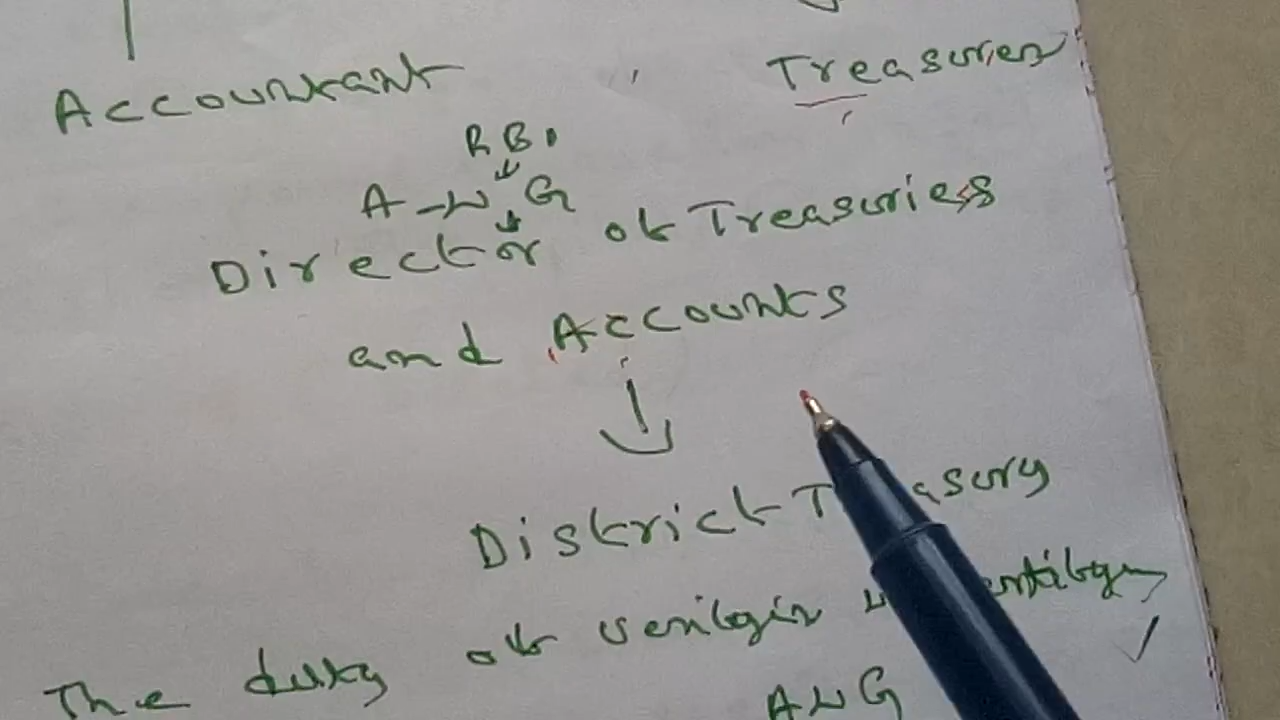 Accountant
Treasuries
RBI
A-G
Director of Treasuries
and Accounts
District Treasury
The duty of
AG